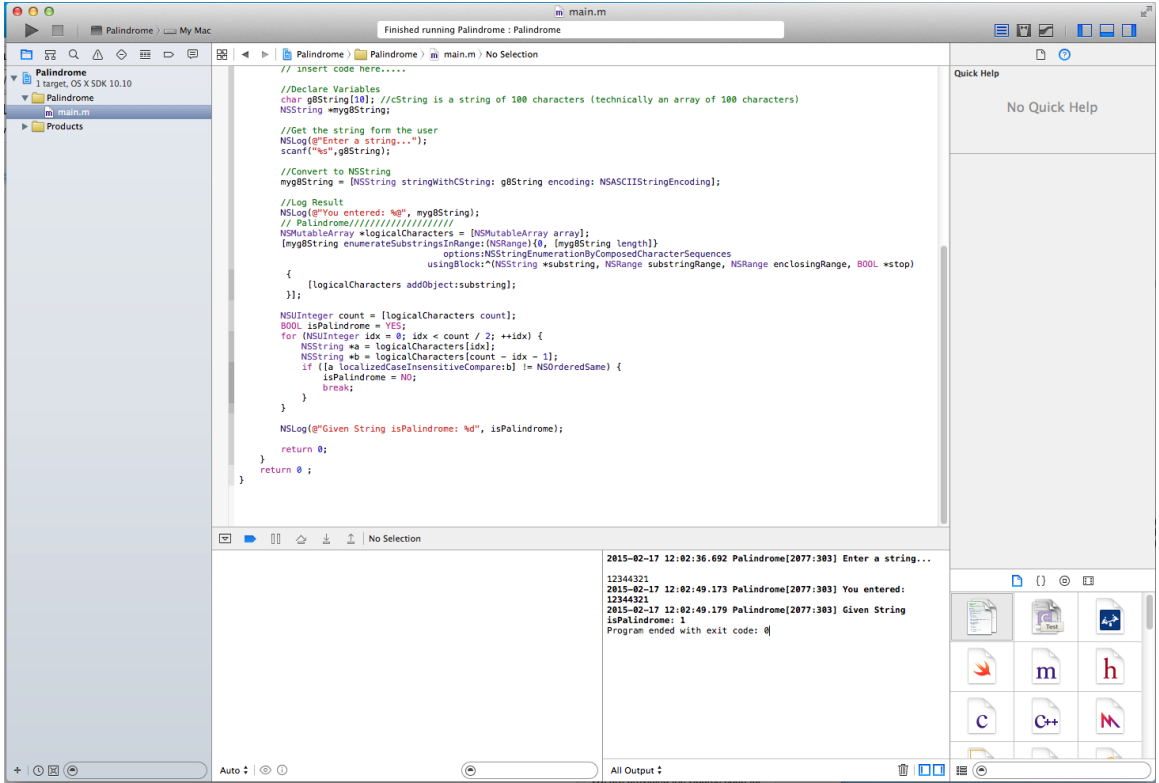 main.m
Palindrome
My Mac
Finished running Palindrome : Palindrome
Palindrome
Palindrome
main.m
No Selection
Palindrome
1 target, OS X SDK 10.10
Palindrome
main.m
Products
// insert code here.....
//Declare Variables
char g8String[10]; //cString is a string of 100 characters (technically an array of 100 characters)
NSString *myg8String;
//Get the string form the user
NSLog(@"Enter a string...");
scanf("%s",g8String);
//Convert to NSString
myg8String = [NSString stringWithCString: g8String encoding: NSASCIIStringEncoding];
//Log Result
NSLog(@"You entered: %@", myg8String);
// Palindrome////////////////////
NSMutableArray *logicalCharacters = [NSMutableArray array];
[myg8String enumerateSubstringsInRange:(NSRange){0, [myg8String length]}
options:NSStringEnumerationByComposedCharacterSequences
usingBlock:^(NSString *substring, NSRange substringRange, NSRange enclosingRange, BOOL *stop)
{
[logicalCharacters addObject:substring];
}];
NSUInteger count = [logicalCharacters count];
BOOL isPalindrome = YES;
for (NSUInteger idx = 0; idx < count / 2; ++idx) {
NSString *a = logicalCharacters[idx];
NSString *b = logicalCharacters[count - idx - 1];
if ([a localizedCaseInsensitiveCompare:b] != NSOrderedSame) {
isPalindrome = NO;
break;
}
}
NSLog(@"Given String isPalindrome: %d", isPalindrome);
return 0;
}
return 0 ;
}
Quick Help
No Quick Help
No Selection
2015-02-17 12:02:36.692 Palindrome[2077:303] Enter a string...
12344321
2015-02-17 12:02:49.173 Palindrome[2077:303] You entered:
12344321
2015-02-17 12:02:49.179 Palindrome[2077:303] Given String
isPalindrome: 1
Program ended with exit code: 0
{}
C
Test
m
h
C
C++
Auto
All Output